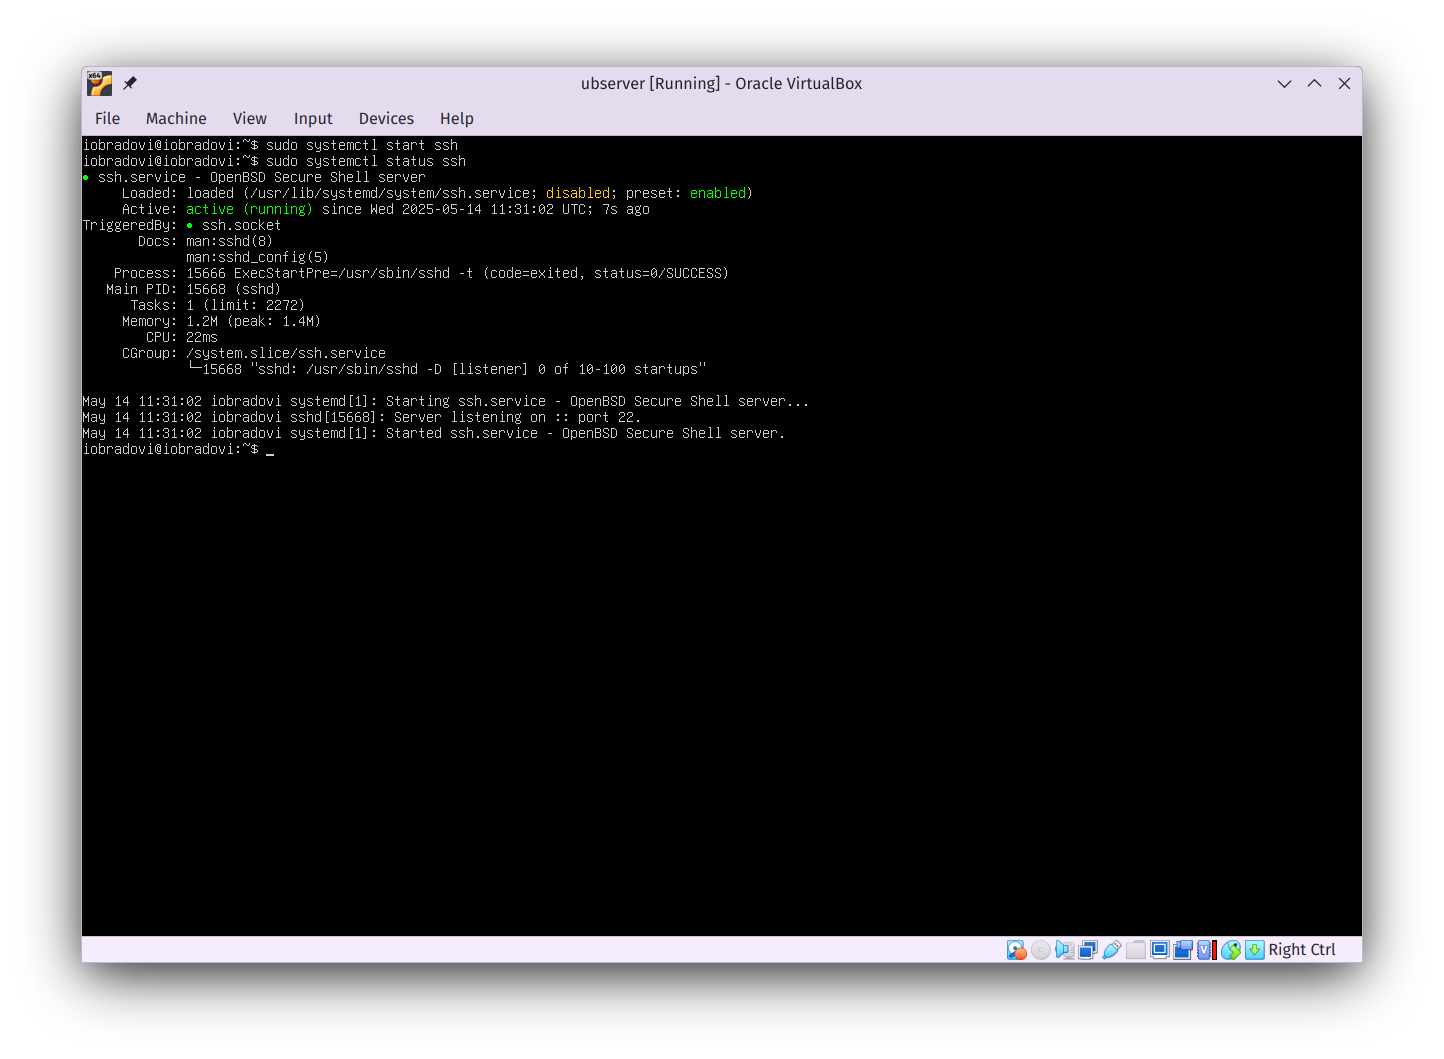 x64
ubserver [Running] - Oracle VirtualBox
File Machine View Input Devices Help
iobradovi@iobradovi:~$ sudo systemctl start ssh
iobradovi@iobradovi:~$ sudo systemctl status ssh
● ssh.service - OpenBSD Secure Shell server
     Loaded: loaded (/usr/lib/systemd/system/ssh.service; disabled; preset: enabled)
     Active: active (running) since Wed 2025-05-14 11:31:02 UTC; 7s ago
TriggeredBy: ● ssh.socket
       Docs: man:sshd(8)
             man:sshd_config(5)
    Process: 15666 ExecStartPre=/usr/sbin/sshd -t (code=exited, status=0/SUCCESS)
   Main PID: 15668 (sshd)
      Tasks: 1 (limit: 2272)
     Memory: 1.2M (peak: 1.4M)
        CPU: 22ms
     CGroup: /system.slice/ssh.service
             └─15668 "sshd: /usr/sbin/sshd -D [listener] 0 of 10-100 startups"
May 14 11:31:02 iobradovi systemd[1]: Starting ssh.service - OpenBSD Secure Shell server...
May 14 11:31:02 iobradovi sshd[15668]: Server listening on :: port 22.
May 14 11:31:02 iobradovi systemd[1]: Started ssh.service - OpenBSD Secure Shell server.
iobradovi@iobradovi:~$ _
V
Right Ctrl